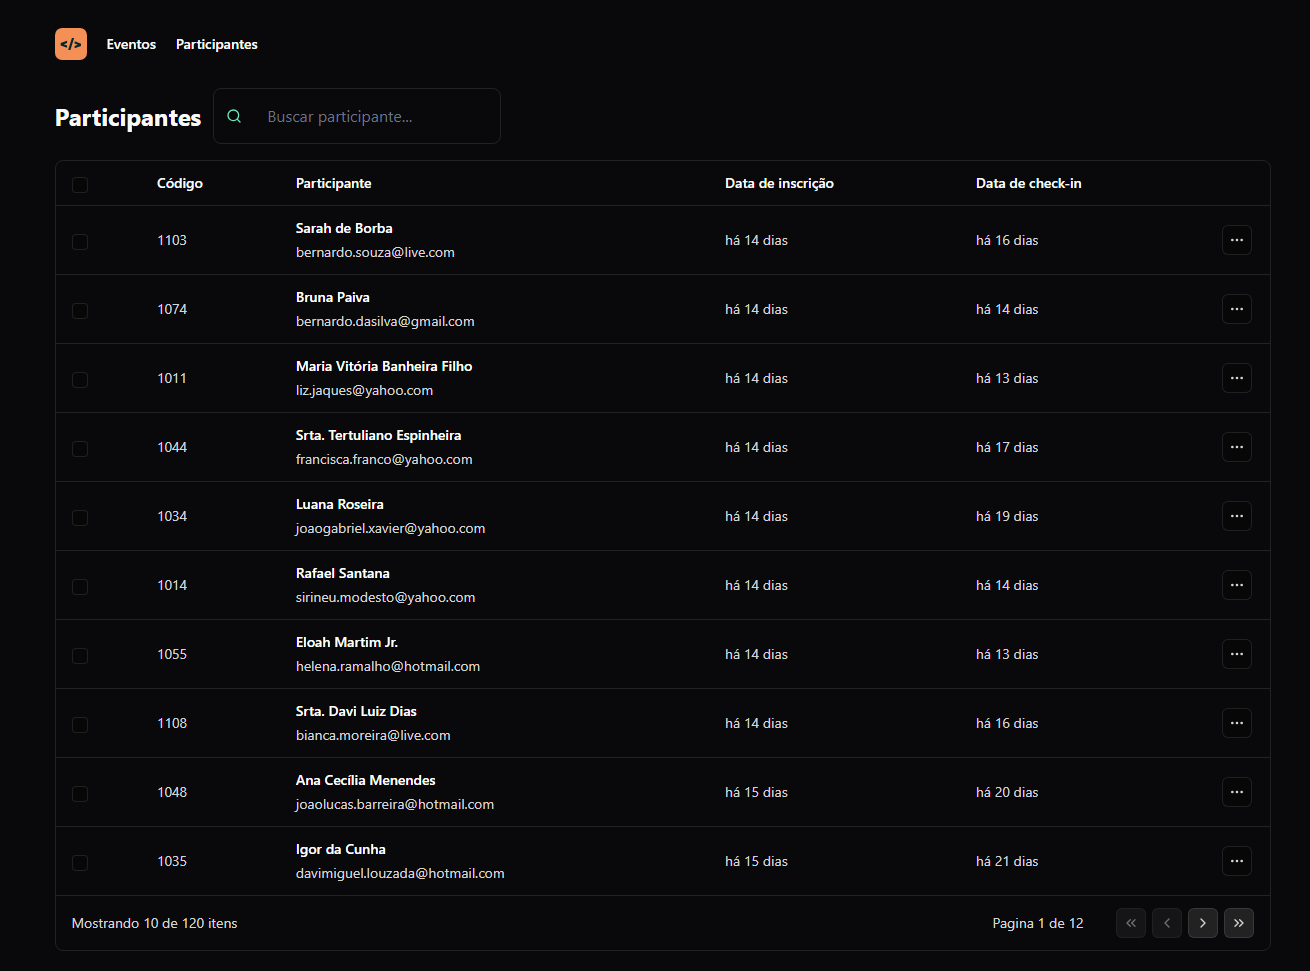 </> Eventos Participantes
Participantes Buscar participante...
Código Participante Data de inscrição Data de check-in
1103 Sarah de Borba há 14 dias há 16 dias
bernardo.souza@live.com
1074 Bruna Paiva há 14 dias há 14 dias
bernardo.dasilva@gmail.com
1011 Maria Vitória Banheira Filho há 14 dias há 13 dias
liz.jaques@yahoo.com
1044 Srta. Tertuliano Espinheira há 14 dias há 17 dias
francisca.franco@yahoo.com
1034 Luana Roseira há 14 dias há 19 dias
joaogabriel.xavier@yahoo.com
1014 Rafael Santana há 14 dias há 14 dias
sirineu.modesto@yahoo.com
1055 Eloah Martim Jr. há 14 dias há 13 dias
helena.ramalho@hotmail.com
1108 Srta. Davi Luiz Dias há 14 dias há 16 dias
bianca.moreira@live.com
1048 Ana Cecília Menendes há 15 dias há 20 dias
joaolucas.barreira@hotmail.com
1035 Igor da Cunha há 15 dias há 21 dias
davimiguel.louzada@hotmail.com
Mostrando 10 de 120 itens Pagina 1 de 12